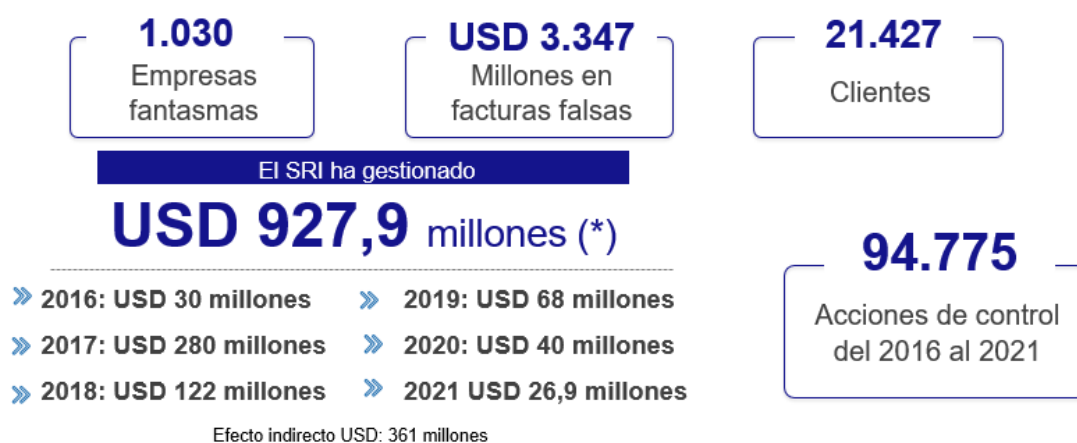 1.030
Empresas
fantasmas
USD 3.347
Millones en
facturas falsas
21.427
Clientes
El SRI ha gestionado
USD 927,9 millones (*)
2016: USD 30 millones
2017: USD 280 millones
2018: USD 122 millones
2019: USD 68 millones
2020: USD 40 millones
2021 USD 26,9 millones
Efecto indirecto USD: 361 millones
94.775
Acciones de control
del 2016 al 2021